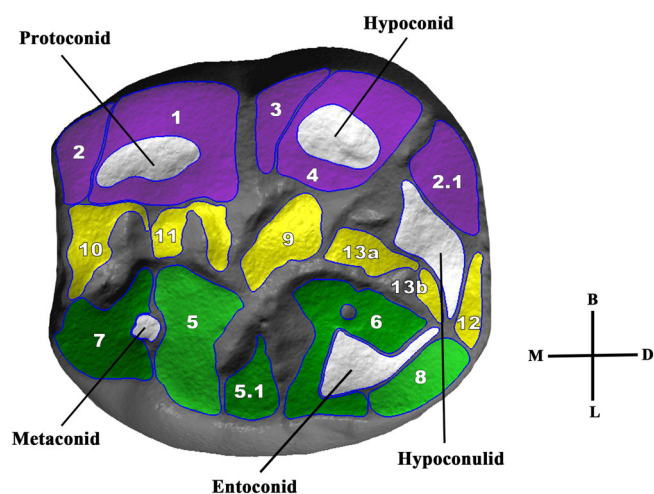 Hypoconid
Protoconid
1
3
2
4
2.1
10
11
9
13a
13b
12
7
5
6
5.1
8
B
M
D
L
Metaconid
Entoconid
Hypoconulid